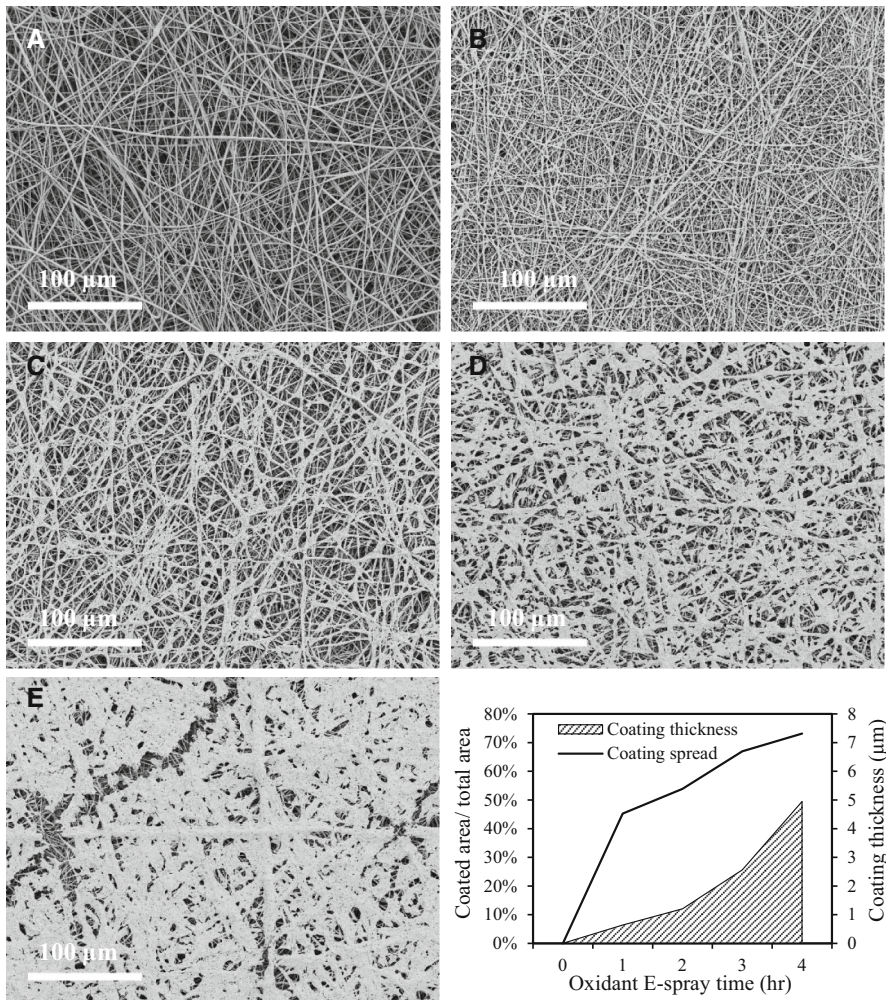 A
100 µm
B
100 µm
C
100 µm
D
100 µm
E
100 µm
80%
70%
60%
50%
40%
30%
20%
10%
0%
Coated area/ total area
Coating thickness
Coating spread
8
7
6
5
4
3
2
1
0
Coating thickness (µm)
0 1 2 3 4
Oxidant E-spray time (hr)